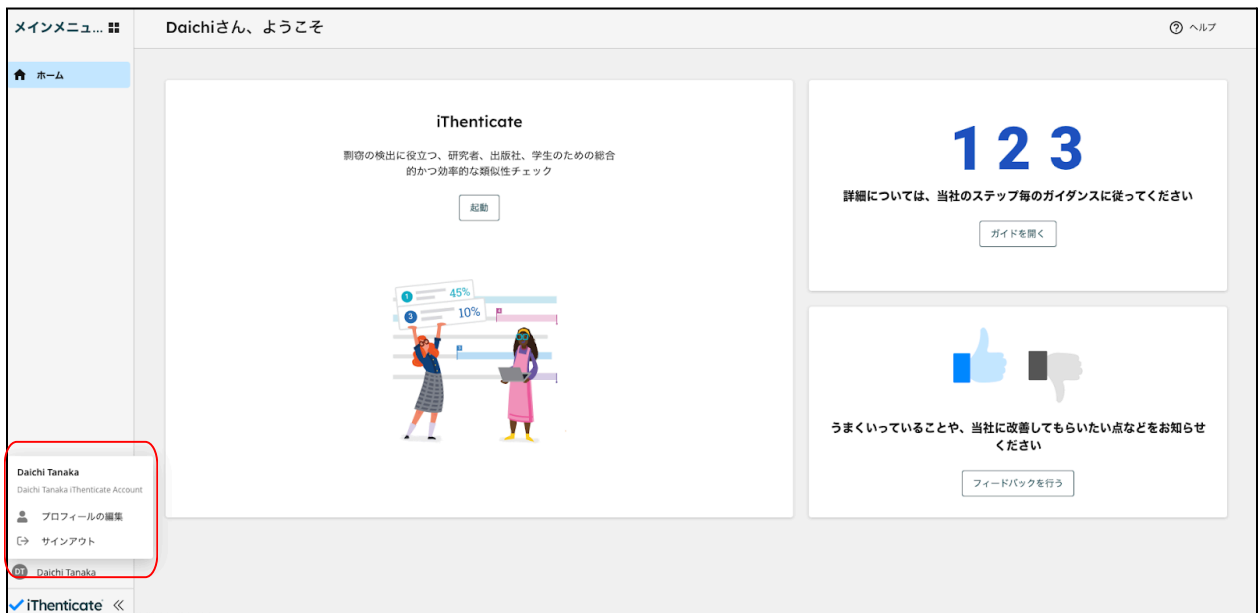 メインメニュ...
Daichiさん、ようこそ
ヘルプ
ホーム
iThenticate
剽窃の検出に役立つ、研究者、出版社、学生のための総合
的かつ効率的な類似性チェック
起動
1 45%
3 10%
1 2 3
詳細については、当社のステップ毎のガイダンスに従ってください
ガイドを開く
うまくいっていることや、当社に改善してもらいたい点などをお知らせ
ください
フィードバックを行う
Daichi Tanaka
Daichi Tanaka iThenticate Account
プロフィールの編集
サインアウト
DT Daichi Tanaka
iThenticate